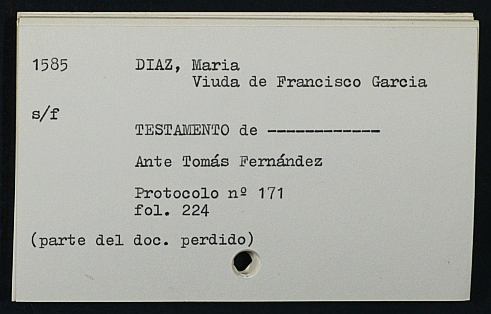 1585 DIAZ, Maria
Viuda de Francisco Garcia
s/f
TESTAMENTO de ------------
Ante Tomás Fernández
Protocolo nº 171
fol. 224
(parte del doc. perdido)